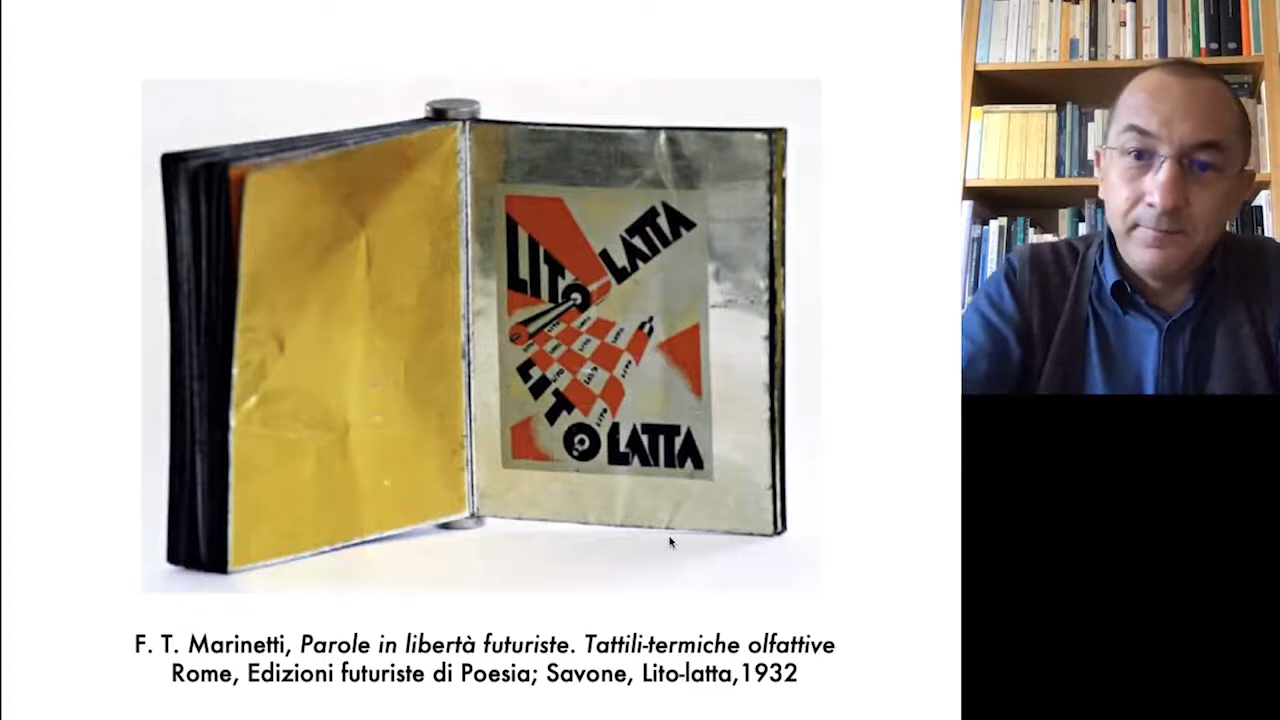 LITO LATTA
LITO LATTA
F. T. Marinetti, Parole in libertà futuriste. Tattili-termiche olfattive
Rome, Edizioni futuriste di Poesia; Savone, Lito-latta,1932